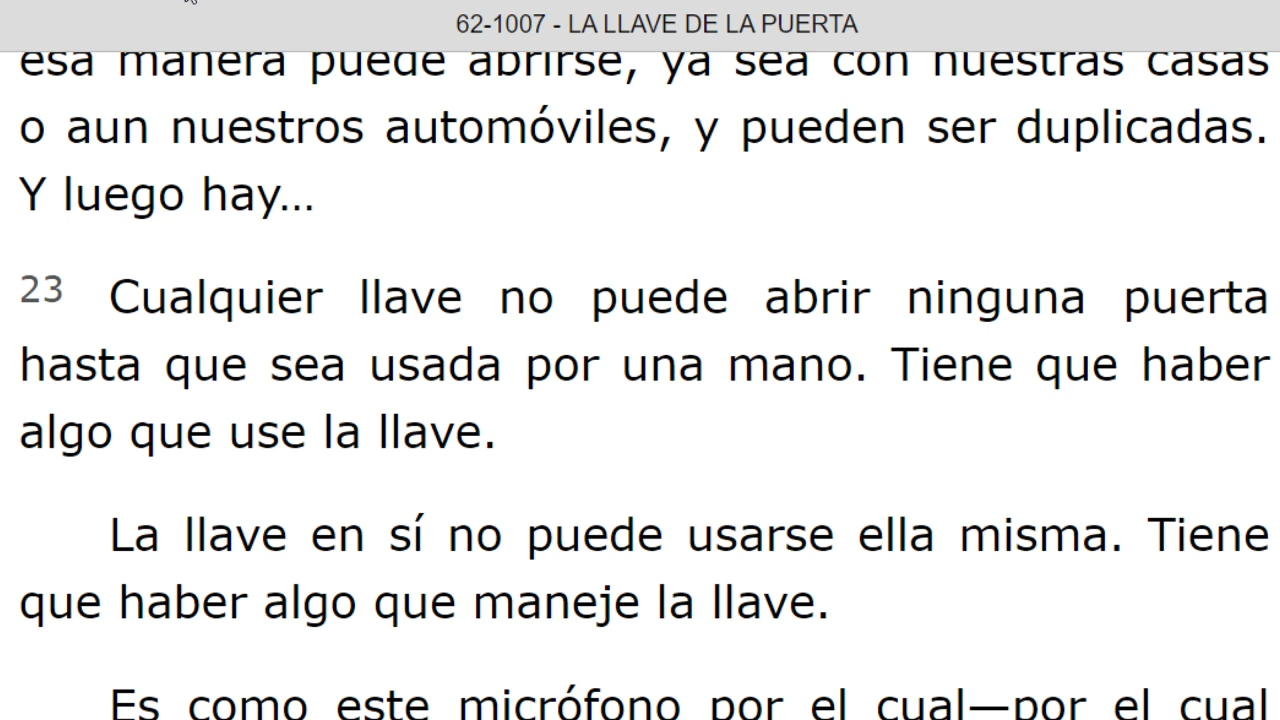 62-1007 - LA LLAVE DE LA PUERTA
esa manera puede abrirse, ya sea con nuestras casas
o aun nuestros automóviles, y pueden ser duplicadas.
Y luego hay...
23 Cualquier llave no puede abrir ninguna puerta
hasta que sea usada por una mano. Tiene que haber
algo que use la llave.
La llave en sí no puede usarse ella misma. Tiene
que haber algo que maneje la llave.
Es como este micrófono por el cual—por el cual